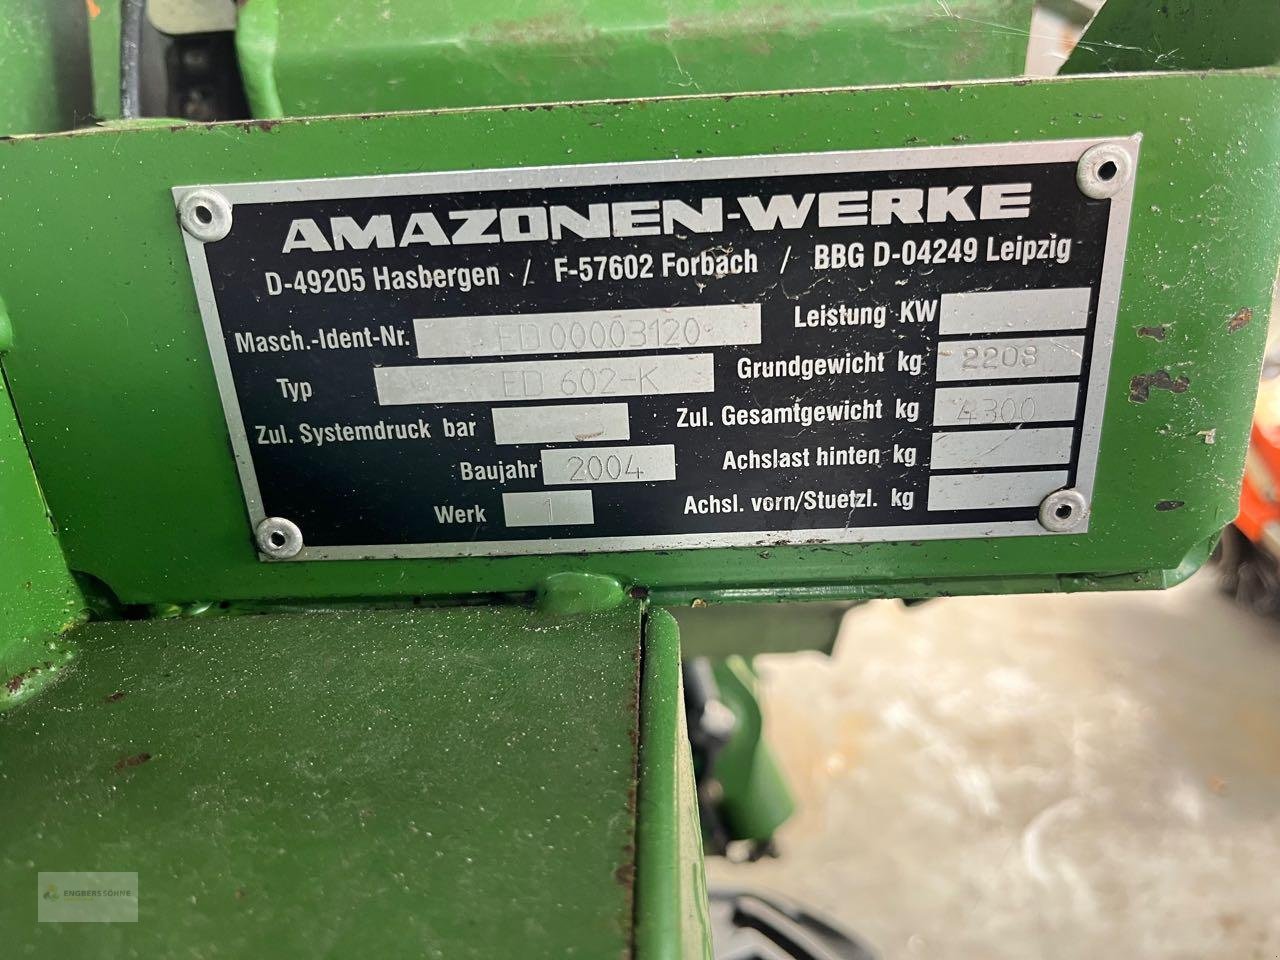 AMAZONEN-WERKE
D-49205 Hasbergen / F-57602 Forbach / BBG D-04249 Leipzig
Masch.-Ident-Nr. ED00003120
Typ ED 602-K
Zul. Systemdruck bar
Baujahr 2004
Werk 1
Leistung KW
Grundgewicht kg 2208
Zul. Gesamtgewicht kg 4300
Achslast hinten kg
Achsl. vorn/Stuetzl. kg
ENGBERS SÖHNE